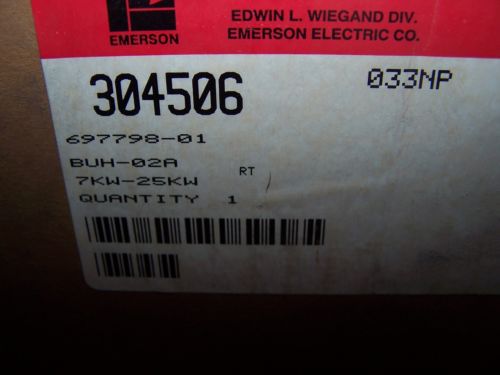 EMERSON
EDWIN L. WIEGAND DIV.
EMERSON ELECTRIC CO.
304506
033NP
697798-01
BUH-02A
RT
7KW-25KW
QUANTITY 1